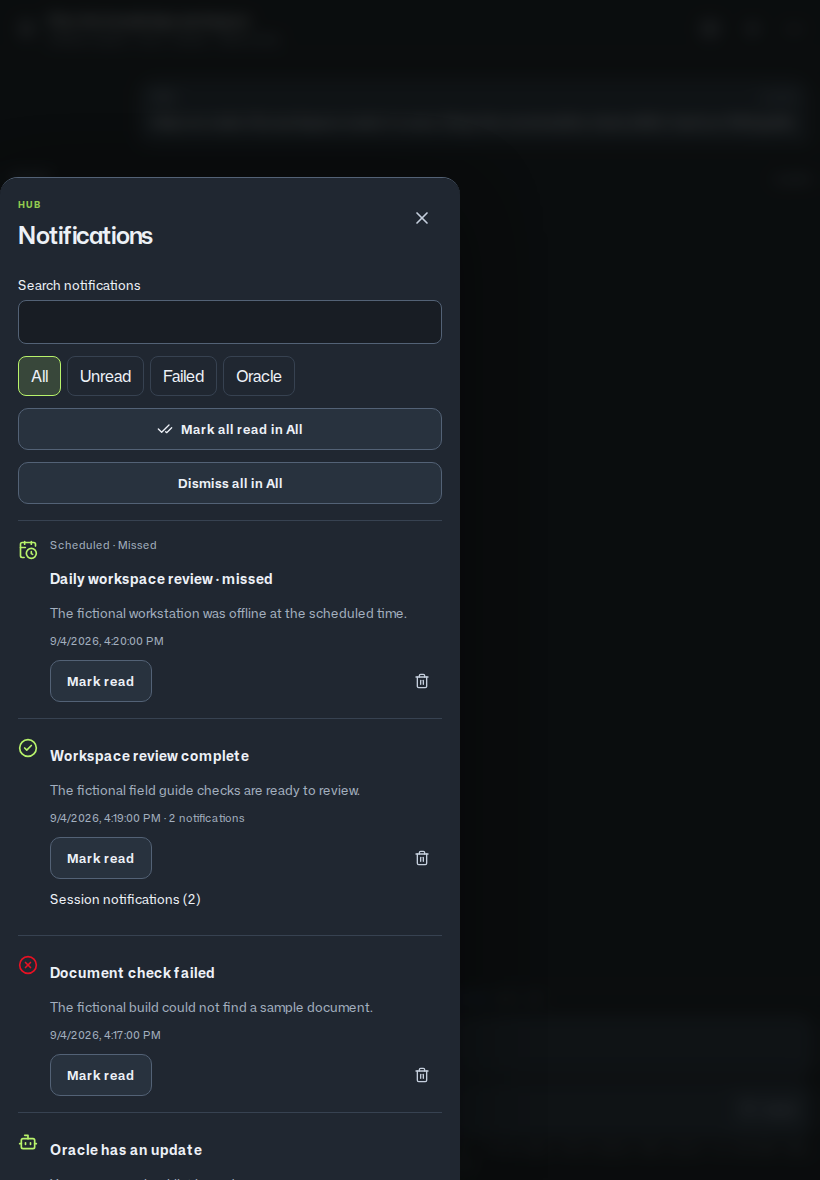 HUB
Notifications
Search notifications
All
Unread
Failed
Oracle
Mark all read in All
Dismiss all in All
Scheduled · Missed
Daily workspace review · missed
The fictional workstation was offline at the scheduled time.
9/4/2026, 4:20:00 PM
Mark read
Workspace review complete
The fictional field guide checks are ready to review.
9/4/2026, 4:19:00 PM · 2 notifications
Mark read
Session notifications (2)
Document check failed
The fictional build could not find a sample document.
9/4/2026, 4:17:00 PM
Mark read
Oracle has an update